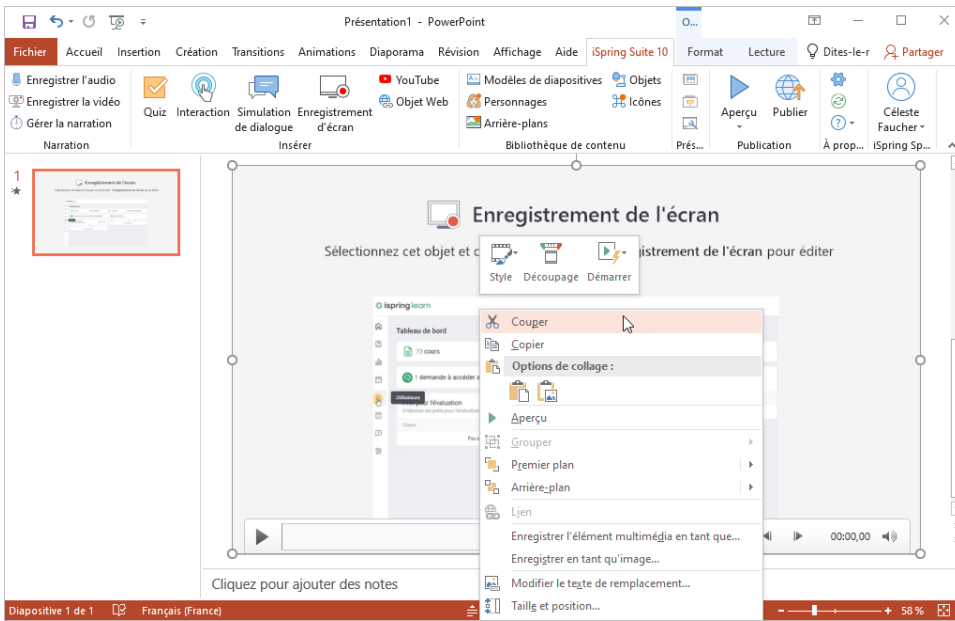 Présentation1 - PowerPoint
O...
Fichier Accueil Insertion Création Transitions Animations Diaporama Révision Affichage Aide iSpring Suite 10 Format Lecture Dites-le-r Partager
Enregistrer l'audio
Enregistrer la vidéo
Gérer la narration
Narration
Quiz
Interaction
Simulation de dialogue
Enregistrement d'écran
YouTube
Objet Web
Insérer
Modèles de diapositives
Personnages
Arrière-plans
Objets
Icônes
Bibliothèque de contenu
Prés...
Aperçu
Publier
Publication
À prop...
Céleste Faucher
iSpring Sp...
1
Enregistrement de l'écran
Sélectionnez cet objet et c
istrement de l'écran pour éditer
Style Découpage Démarrer
ispring learn
Tableau de bord
73 cours
1 demande à accéder a
Utilisateurs
Cours
Couper
Copier
Options de collage :
Aperçu
Grouper
Premier plan
Arrière-plan
Lien
Enregistrer l'élément multimédia en tant que...
Enregistrer en tant qu'image...
Modifier le texte de remplacement...
Taille et position...
00:00,00
Cliquez pour ajouter des notes
Diapositive 1 de 1 Français (France) 58 %